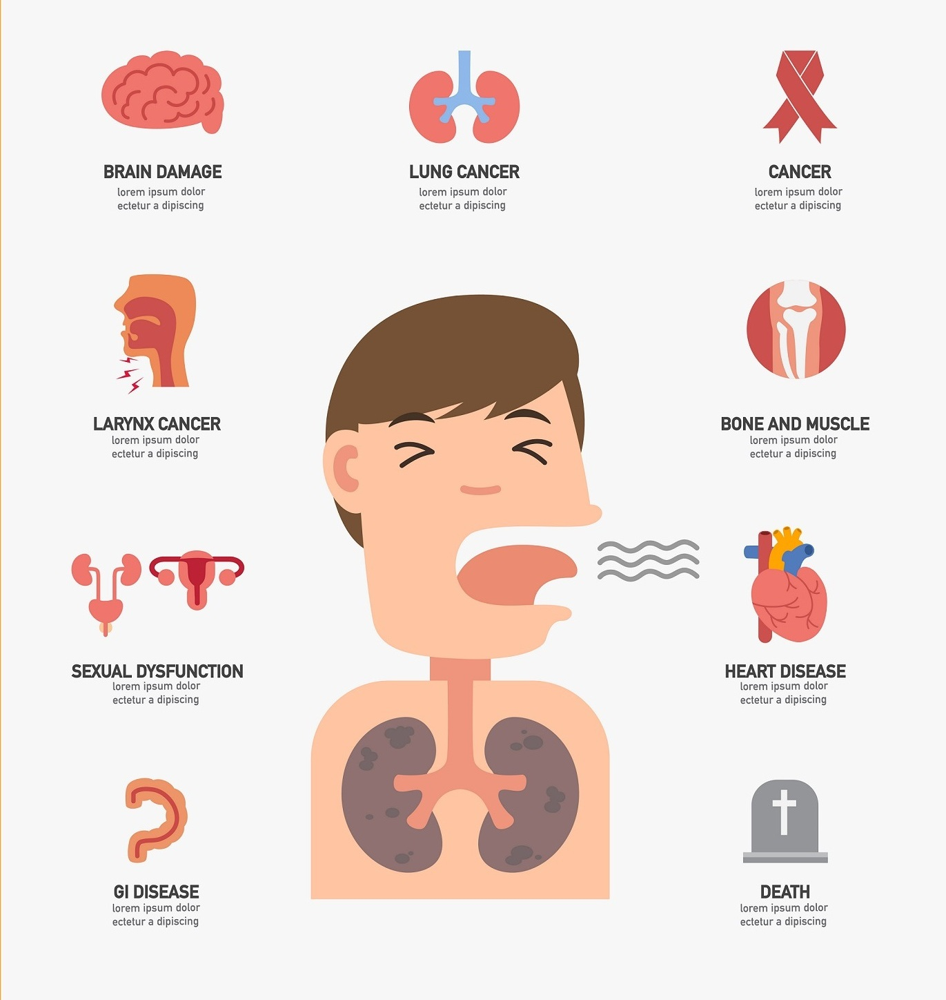 BRAIN DAMAGE
lorem ipsum dolor
ectetur a dipiscing
LUNG CANCER
lorem ipsum dolor
ectetur a dipiscing
CANCER
lorem ipsum dolor
ectetur a dipiscing
LARYNX CANCER
lorem ipsum dolor
ectetur a dipiscing
BONE AND MUSCLE
lorem ipsum dolor
ectetur a dipiscing
SEXUAL DYSFUNCTION
lorem ipsum dolor
ectetur a dipiscing
HEART DISEASE
lorem ipsum dolor
ectetur a dipiscing
GI DISEASE
lorem ipsum dolor
ectetur a dipiscing
DEATH
lorem ipsum dolor
ectetur a dipiscing